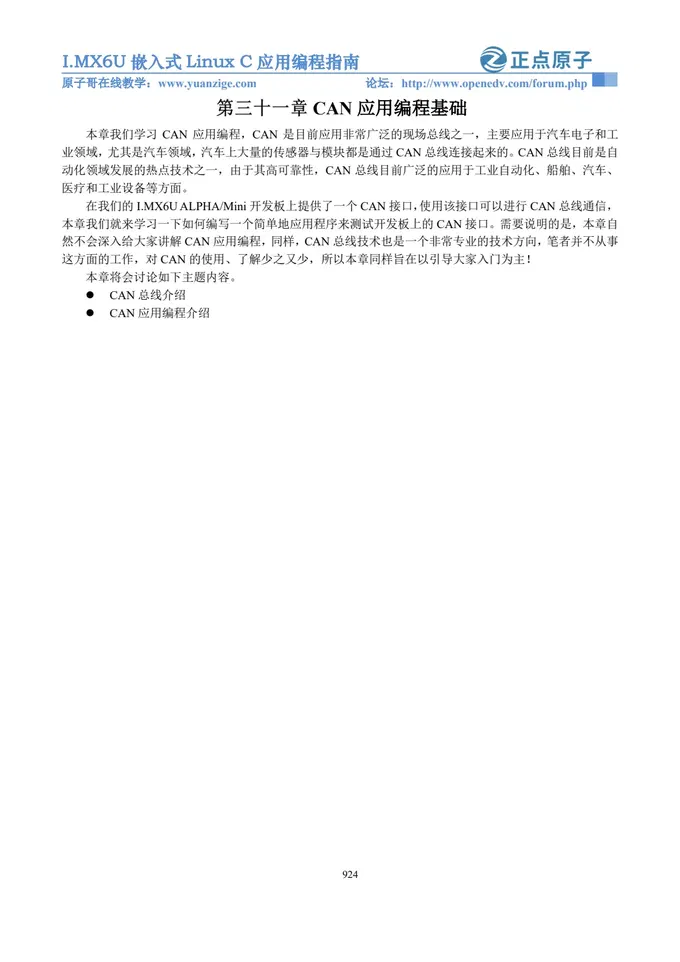 I.MX6U 嵌入式 Linux C 应用编程指南
正点原子
原子哥在线教学：www.yuanzige.com
论坛：http://www.openedv.com/forum.php
第三十一章 CAN 应用编程基础
本章我们学习 CAN 应用编程，CAN 是目前应用非常广泛的现场总线之一，主要应用于汽车电子和工
业领域，尤其是汽车领域，汽车上大量的传感器与模块都是通过 CAN 总线连接起来的。CAN 总线目前是自
动化领域发展的热点技术之一，由于其高可靠性，CAN 总线目前广泛的应用于工业自动化、船舶、汽车、
医疗和工业设备等方面。
在我们的 I.MX6U ALPHA/Mini 开发板上提供了一个 CAN 接口，使用该接口可以进行 CAN 总线通信，
本章我们就来学习一下如何编写一个简单地应用程序来测试开发板上的 CAN 接口。需要说明的是，本章自
然不会深入给大家讲解 CAN 应用编程，同样，CAN 总线技术也是一个非常专业的技术方向，笔者并不从事
这方面的工作，对 CAN 的使用、了解少之又少，所以本章同样旨在以引导大家入门为主！
本章将会讨论如下主题内容。
● CAN 总线介绍
● CAN 应用编程介绍
924